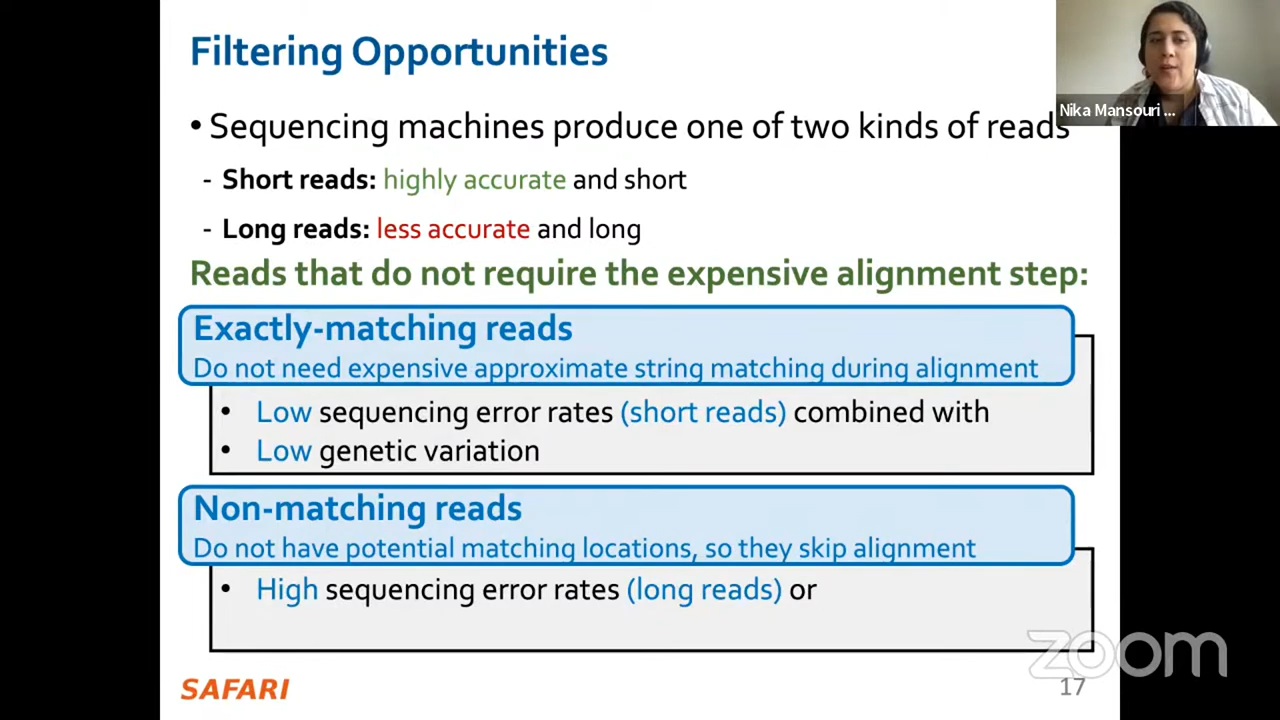 Filtering Opportunities
Nika Mansouri ...
• Sequencing machines produce one of two kinds of reads
- Short reads: highly accurate and short
- Long reads: less accurate and long
Reads that do not require the expensive alignment step:
Exactly-matching reads
Do not need expensive approximate string matching during alignment
• Low sequencing error rates (short reads) combined with
• Low genetic variation
Non-matching reads
Do not have potential matching locations, so they skip alignment
• High sequencing error rates (long reads) or
zoom
SAFARI
17